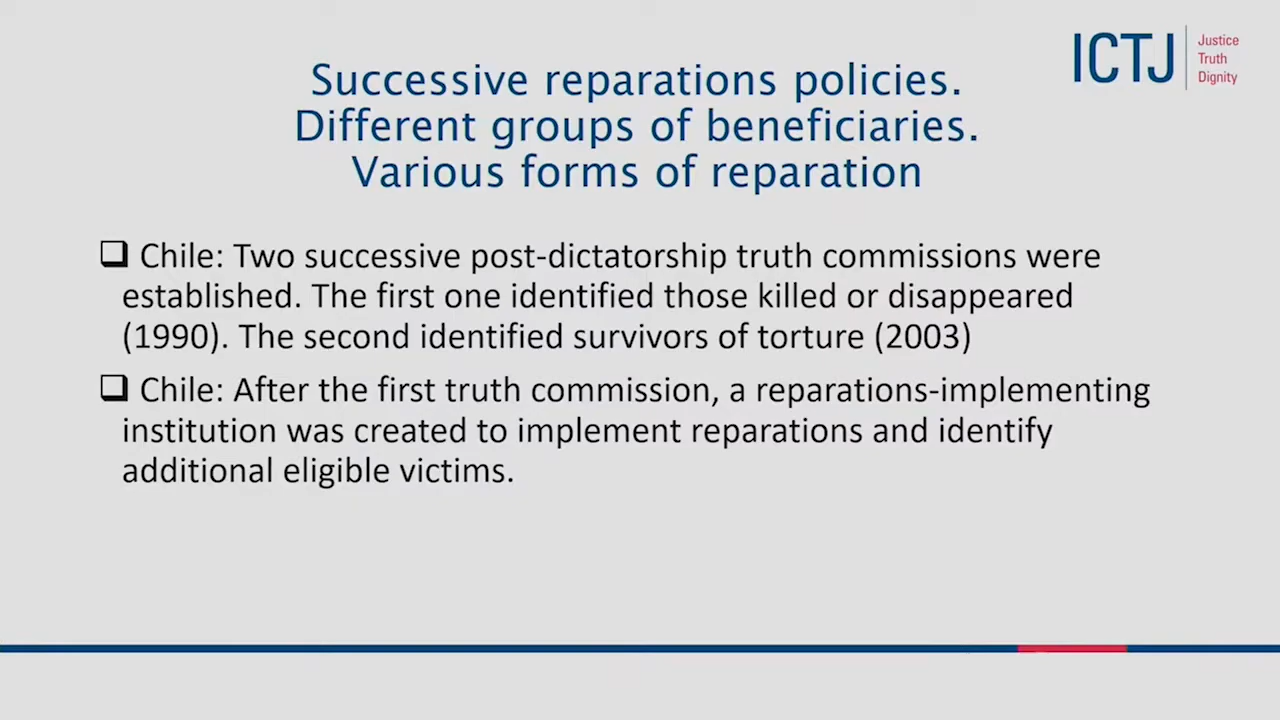 ICTJ
Justice
Truth
Dignity
Successive reparations policies.
Different groups of beneficiaries.
Various forms of reparation
❑ Chile: Two successive post-dictatorship truth commissions were
established. The first one identified those killed or disappeared
(1990). The second identified survivors of torture (2003)
❑ Chile: After the first truth commission, a reparations-implementing
institution was created to implement reparations and identify
additional eligible victims.